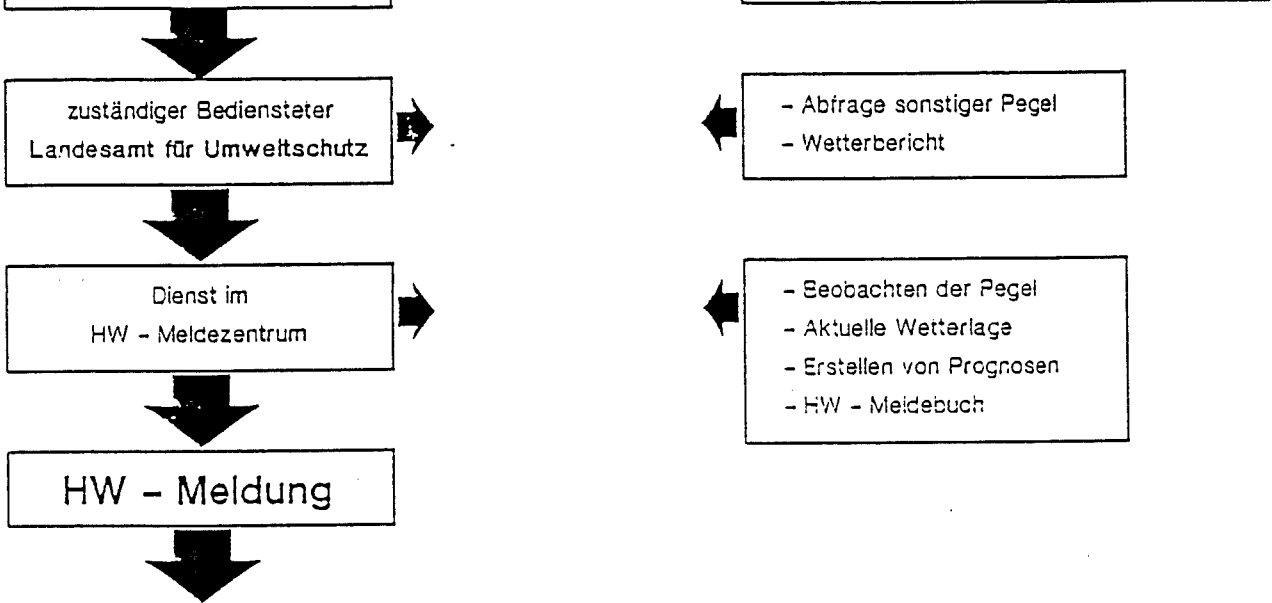 zuständiger Bediensteter
Landesamt für Umweltschutz
- Abfrage sonstiger Pegel
- Wetterbericht
Dienst im
HW - Meldezentrum
- Beobachten der Pegel
- Aktuelle Wetterlage
- Erstellen von Prognosen
- HW - Meldebuch
HW - Meldung